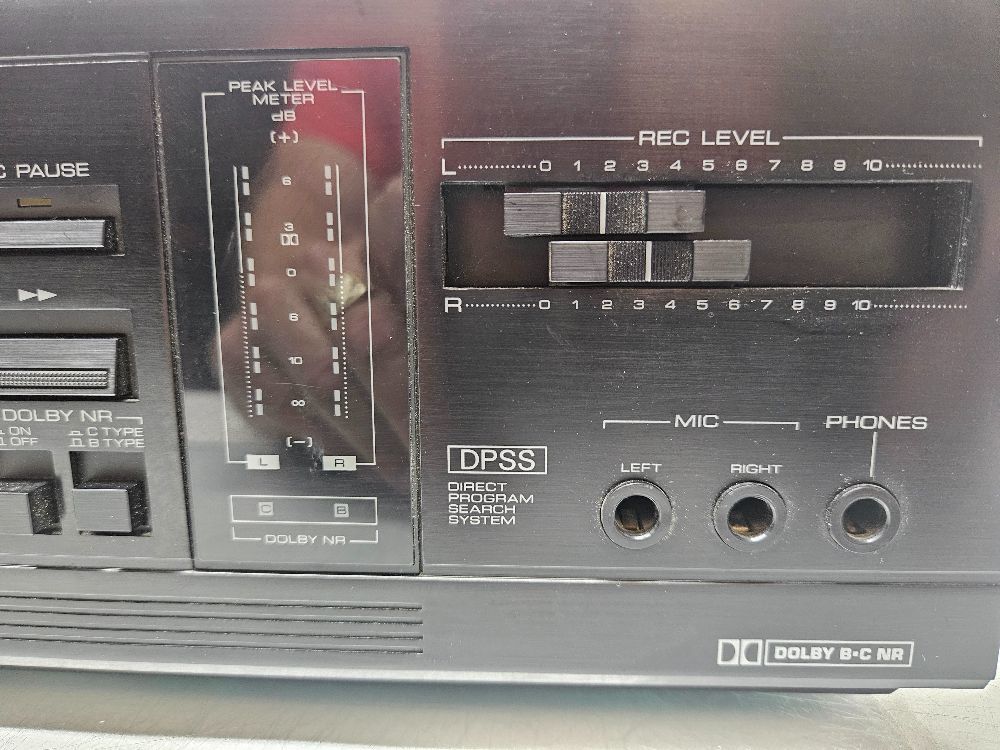 C PAUSE
DOLBY NR
ON
OFF
C TYPE
B TYPE
PEAK LEVEL
METER
dB
(+)
6
3
0
6
10
∞
(-)
L R
C B
DOLBY NR
REC LEVEL
L 0 1 2 3 4 5 6 7 8 9 10
R 0 1 2 3 4 5 6 7 8 9 10
DPSS
DIRECT
PROGRAM
SEARCH
SYSTEM
MIC
LEFT RIGHT
PHONES
DOLBY B•C NR